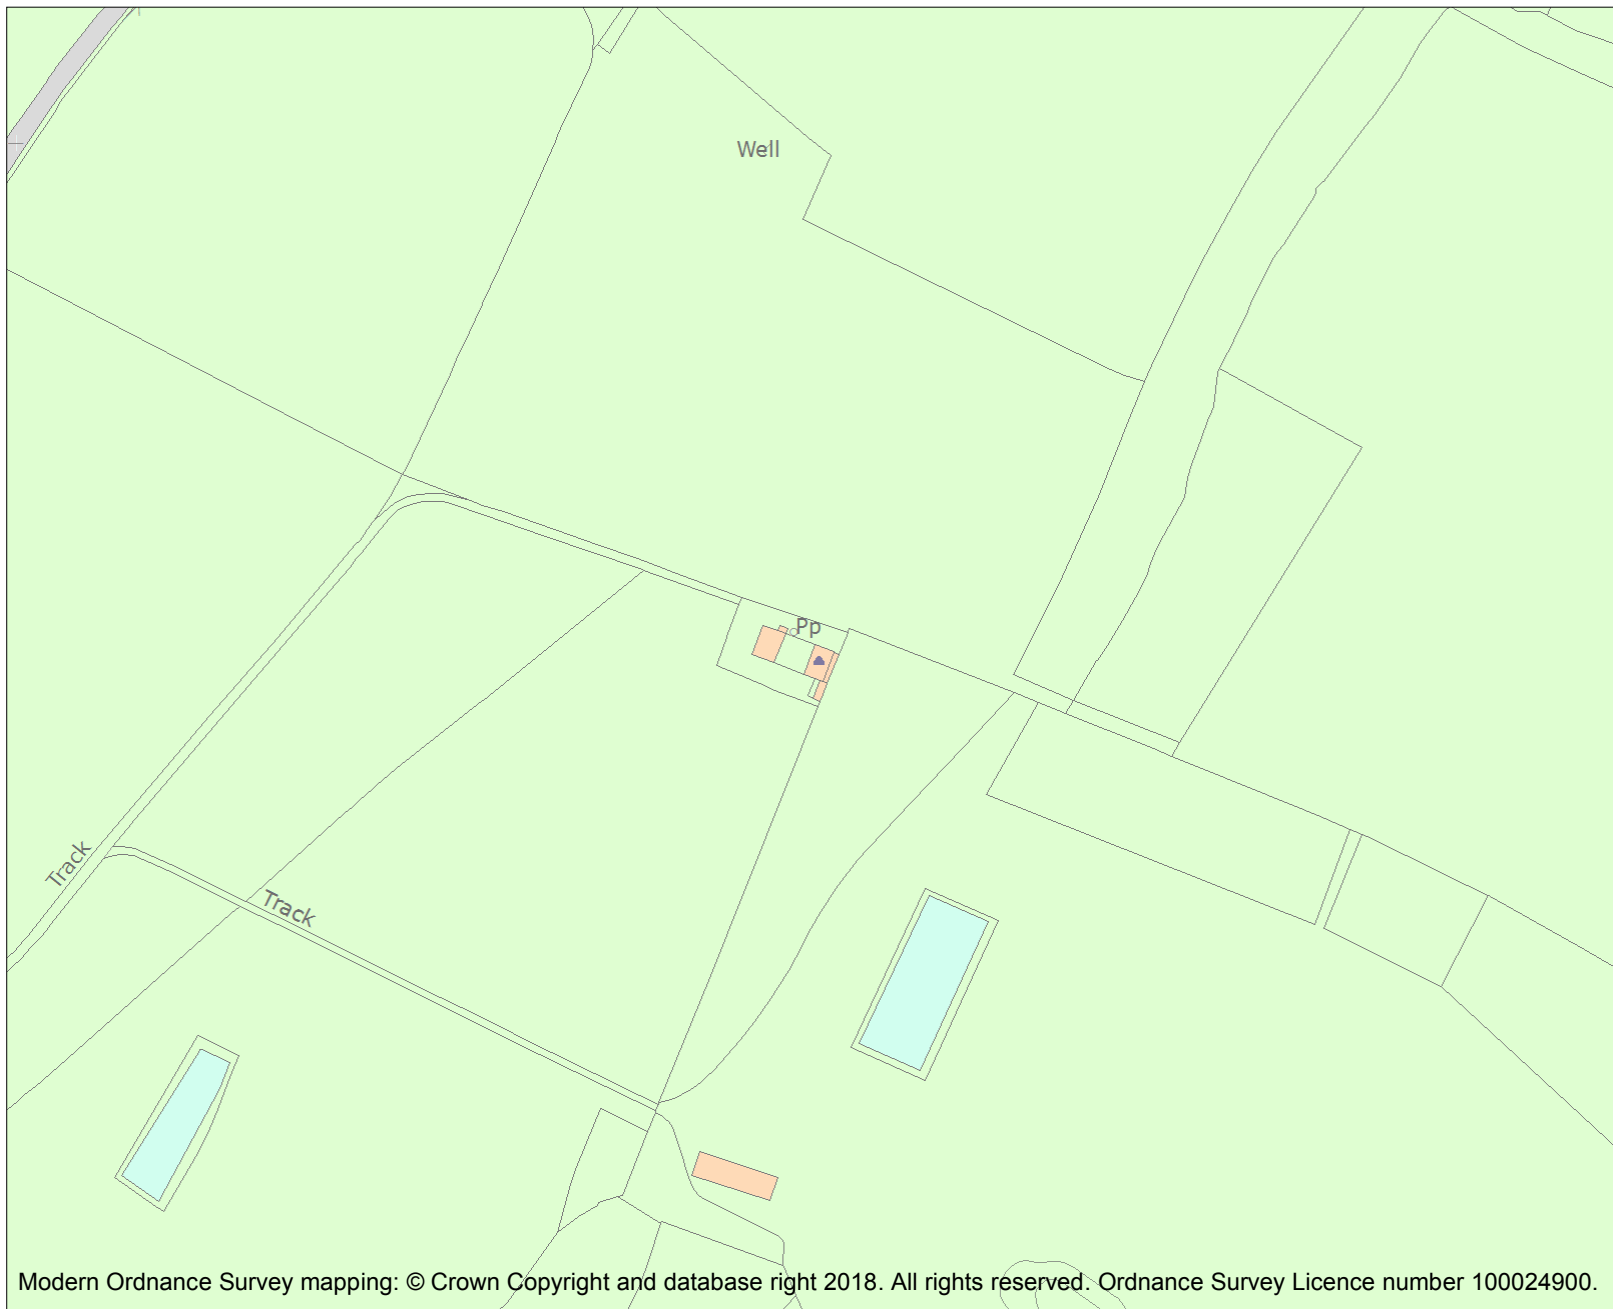 Well
Pp
Track
Track
Modern Ordnance Survey mapping: © Crown Copyright and database right 2018. All rights reserved. Ordnance Survey Licence number 100024900.